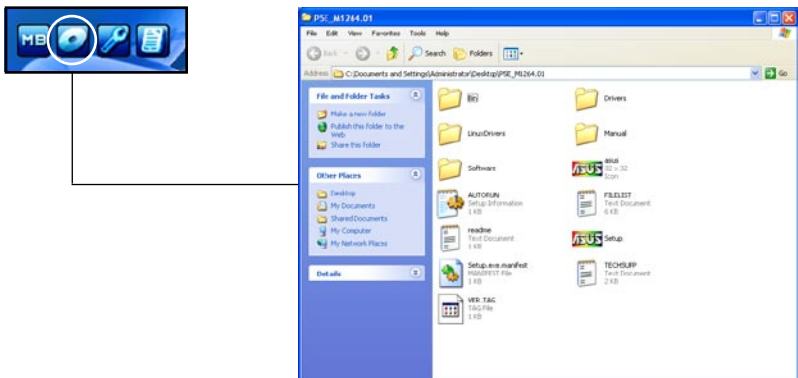 MB
P5E_M1264.01
File Edit View Favorites Tools Help
Back Search Folders
Address C:\Documents and Settings\Administrator\Desktop\P5E_M1264.01 Go
File and Folder Tasks
Make a new folder
Publish this folder to the
Web
Share this folder
Other Places
Desktop
My Documents
Shared Documents
My Computer
My Network Places
Details
Bin
Drivers
LinuxDrivers
Manual
Software
ASUS
asus
32 x 32
Icon
AUTORUN
Setup Information
1 KB
FILELIST
Text Document
6 KB
readme
Text Document
1 KB
ASUS
Setup
Setup.exe.manifest
MANIFEST File
1 KB
TECHSUPP
Text Document
2 KB
VER.TAG
TAG File
1 KB